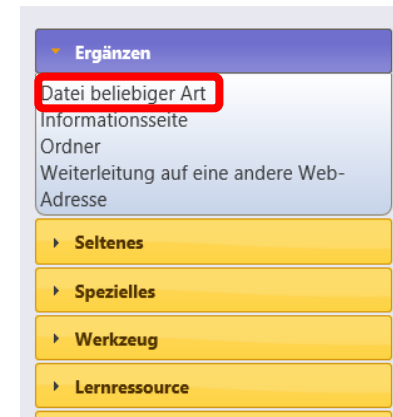 Ergänzen
Datei beliebiger Art
Informationsseite
Ordner
Weiterleitung auf eine andere Web-
Adresse
Seltenes
Spezielles
Werkzeug
Lernressource